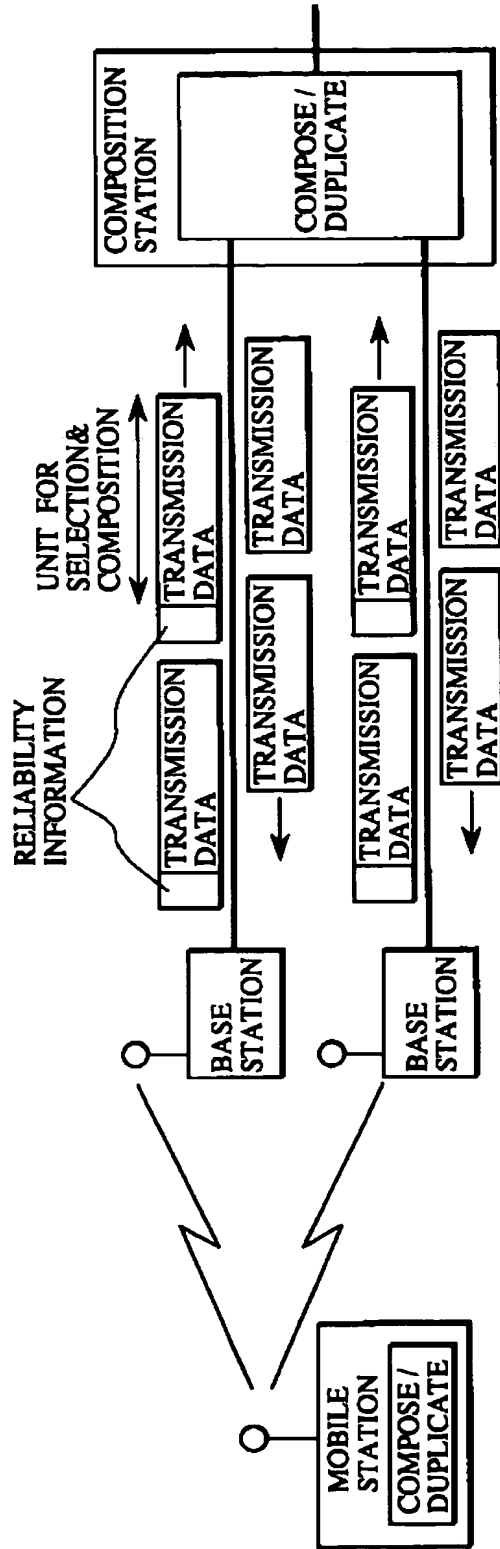 MOBILE
STATION
COMPOSE /
DUPLICATE
BASE
STATION
BASE
STATION
RELIABILITY
INFORMATION
UNIT FOR
SELECTION&
COMPOSITION
TRANSMISSION
DATA
TRANSMISSION
DATA
TRANSMISSION
DATA
TRANSMISSION
DATA
TRANSMISSION
DATA
TRANSMISSION
DATA
TRANSMISSION
DATA
TRANSMISSION
DATA
COMPOSITION
STATION
COMPOSE /
DUPLICATE